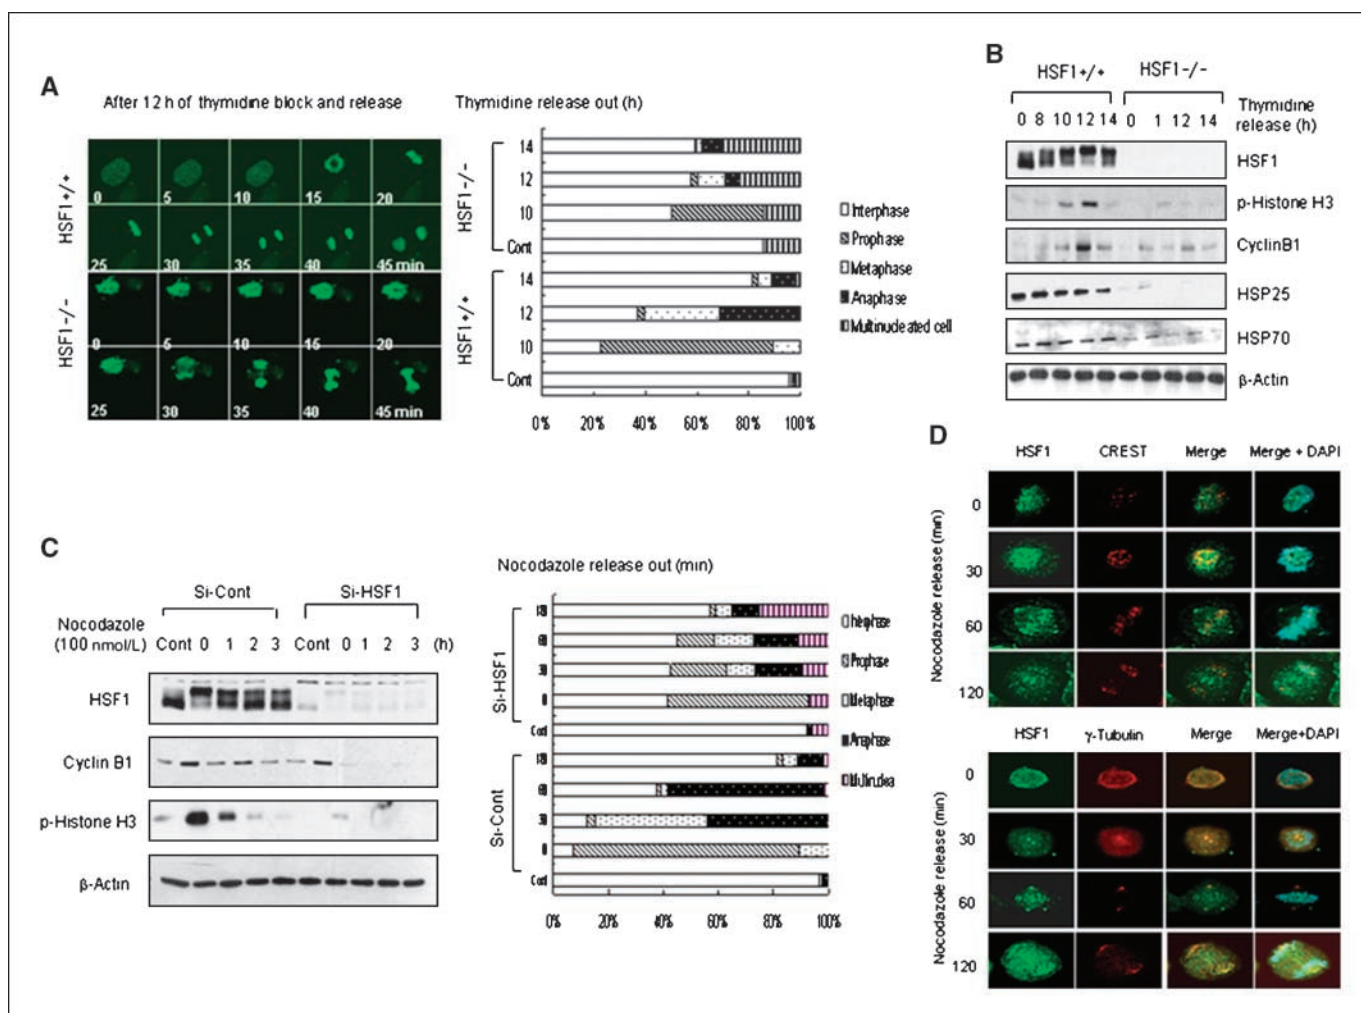 A
After 12 h of thymidine block and release
HSF1+/+
0 5 10 15 20
25 30 35 40 45 min
HSF1-/-
0 5 10 15 20
25 30 35 40 45 min
Thymidine release out (h)
HSF1-/-
14
12
10
Cont
HSF1+/+
14
12
10
Cont
0% 20% 40% 60% 80% 100%
Interphase
Prophase
Metaphase
Anaphase
Multinucleated cell
B
HSF1+/+ HSF1-/-
0 8 10 12 14 0 1 12 14
Thymidine
release (h)
HSF1
p-Histone H3
CyclinB1
HSP25
HSP70
β-Actin
C
Si-Cont Si-HSF1
Nocodazole
(100 nmol/L) Cont 0 1 2 3 Cont 0 1 2 3 (h)
HSF1
Cyclin B1
p-Histone H3
β-Actin
Nocodazole release out (min)
Si-HSF1
Cont
Si-Cont
Cont
0% 20% 40% 60% 80% 100%
Prophase
Metaphase
Anaphase
D
HSF1 CREST Merge Merge + DAPI
Nocodazole release (min)
0
30
60
120
HSF1 γ-Tubulin Merge Merge+DAPI
Nocodazole release (min)
0
30
60
120